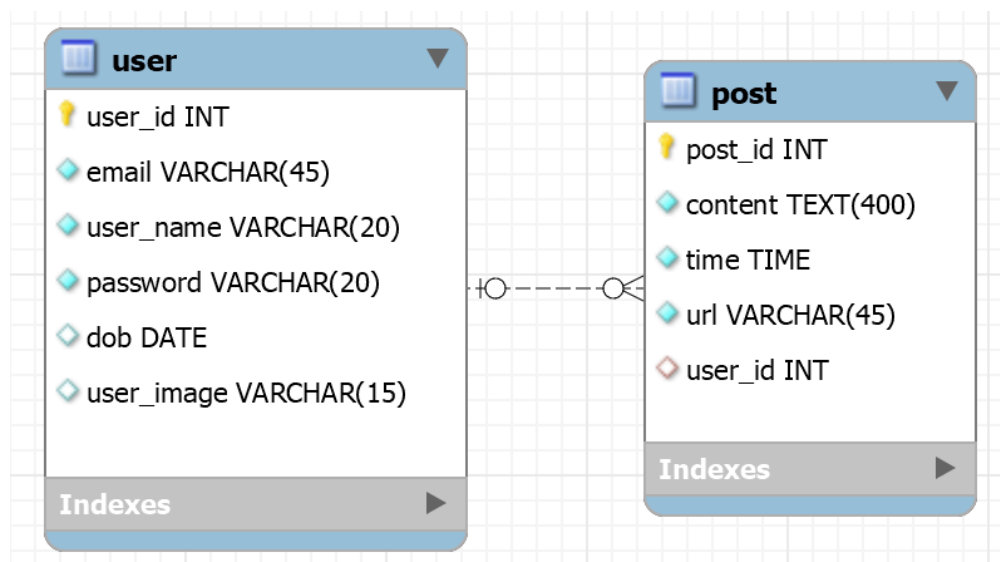 user
user_id INT
email VARCHAR(45)
user_name VARCHAR(20)
password VARCHAR(20)
dob DATE
user_image VARCHAR(15)
Indexes
post
post_id INT
content TEXT(400)
time TIME
url VARCHAR(45)
user_id INT
Indexes